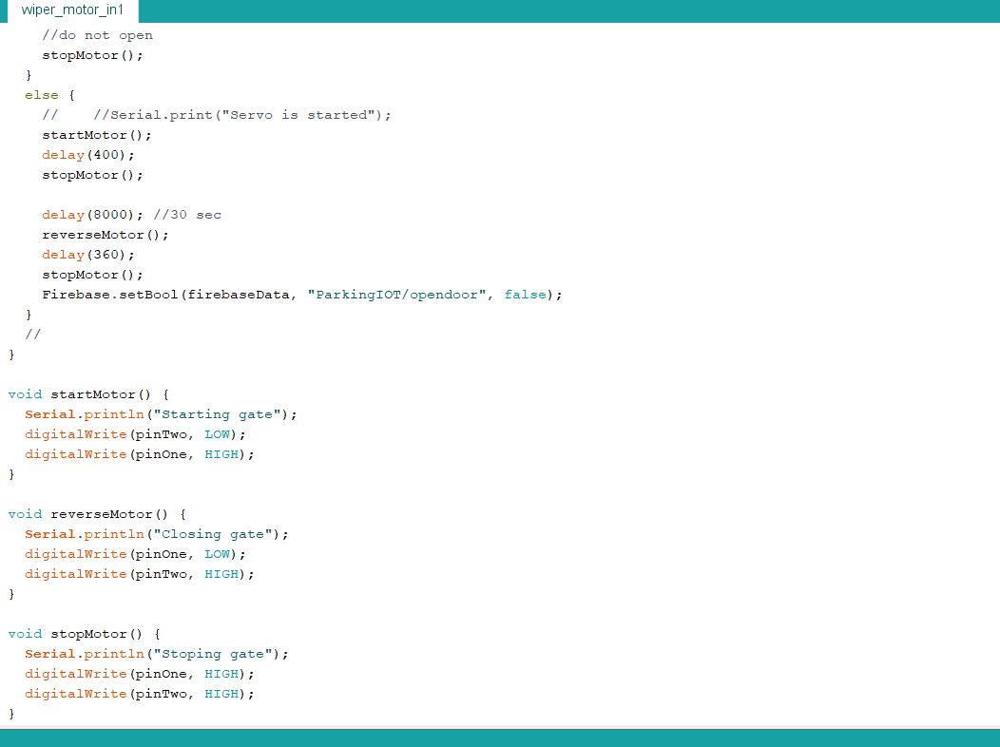 wiper_motor_in1
//do not open
stopMotor();
}
else {
//    //Serial.print("Servo is started");
startMotor();
delay(400);
stopMotor();
delay(8000); //30 sec
reverseMotor();
delay(360);
stopMotor();
Firebase.setBool(firebaseData, "ParkingIOT/opendoor", false);
}
//
}
void startMotor() {
Serial.println("Starting gate");
digitalWrite(pinTwo, LOW);
digitalWrite(pinOne, HIGH);
}
void reverseMotor() {
Serial.println("Closing gate");
digitalWrite(pinOne, LOW);
digitalWrite(pinTwo, HIGH);
}
void stopMotor() {
Serial.println("Stoping gate");
digitalWrite(pinOne, HIGH);
digitalWrite(pinTwo, HIGH);
}